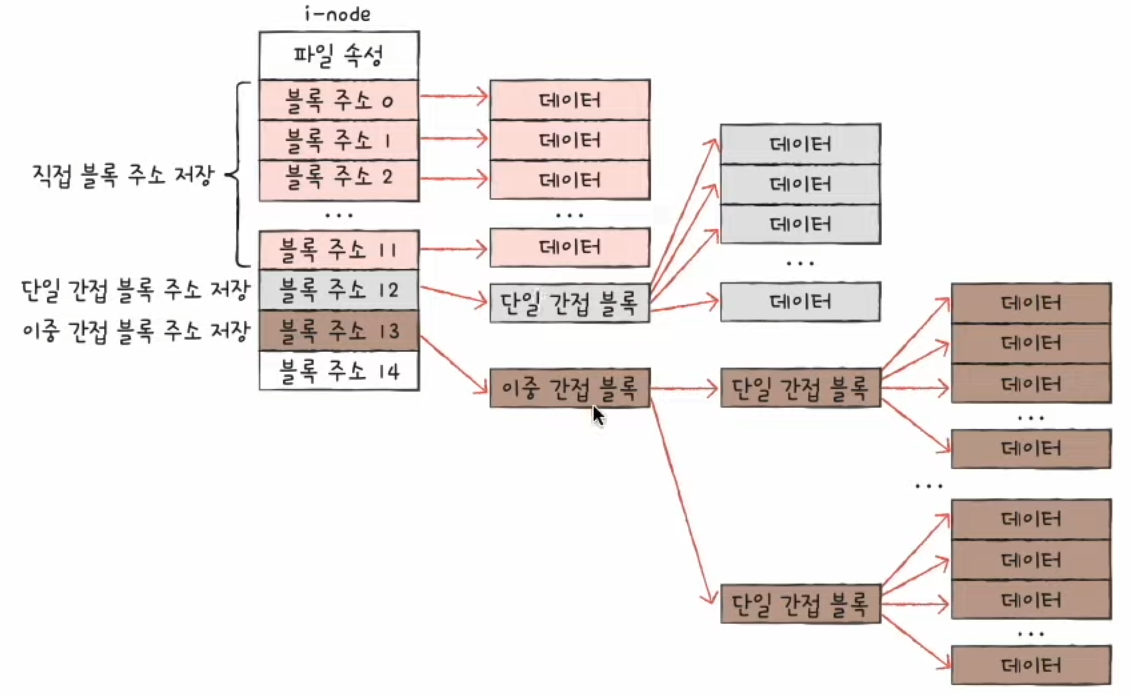 i-node
파일 속성
블록 주소 0
블록 주소 1
블록 주소 2
...
블록 주소 11
블록 주소 12
블록 주소 13
블록 주소 14
직접 블록 주소 저장
단일 간접 블록 주소 저장
이중 간접 블록 주소 저장
데이터
데이터
데이터
...
데이터
단일 간접 블록
이중 간접 블록
데이터
데이터
데이터
...
데이터
단일 간접 블록
...
단일 간접 블록
데이터
데이터
데이터
...
데이터
데이터
데이터
데이터
...
데이터